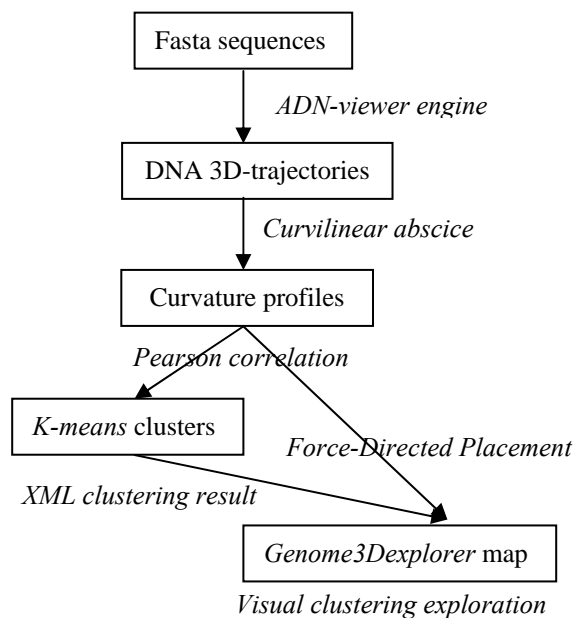 Fasta sequences
ADN-viewer engine
DNA 3D-trajectories
Curvilinear abscice
Curvature profiles
Pearson correlation
K-means clusters
Force-Directed Placement
XML clustering result
Genome3Dexplorer map
Visual clustering exploration